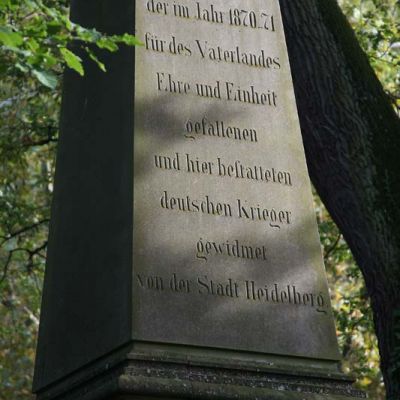 der im Jahr 1870.71
für des Vaterlandes
Ehre und Einheit
gefallenen
und hier bestatteten
deutschen Krieger
gewidmet
von der Stadt Heidelberg